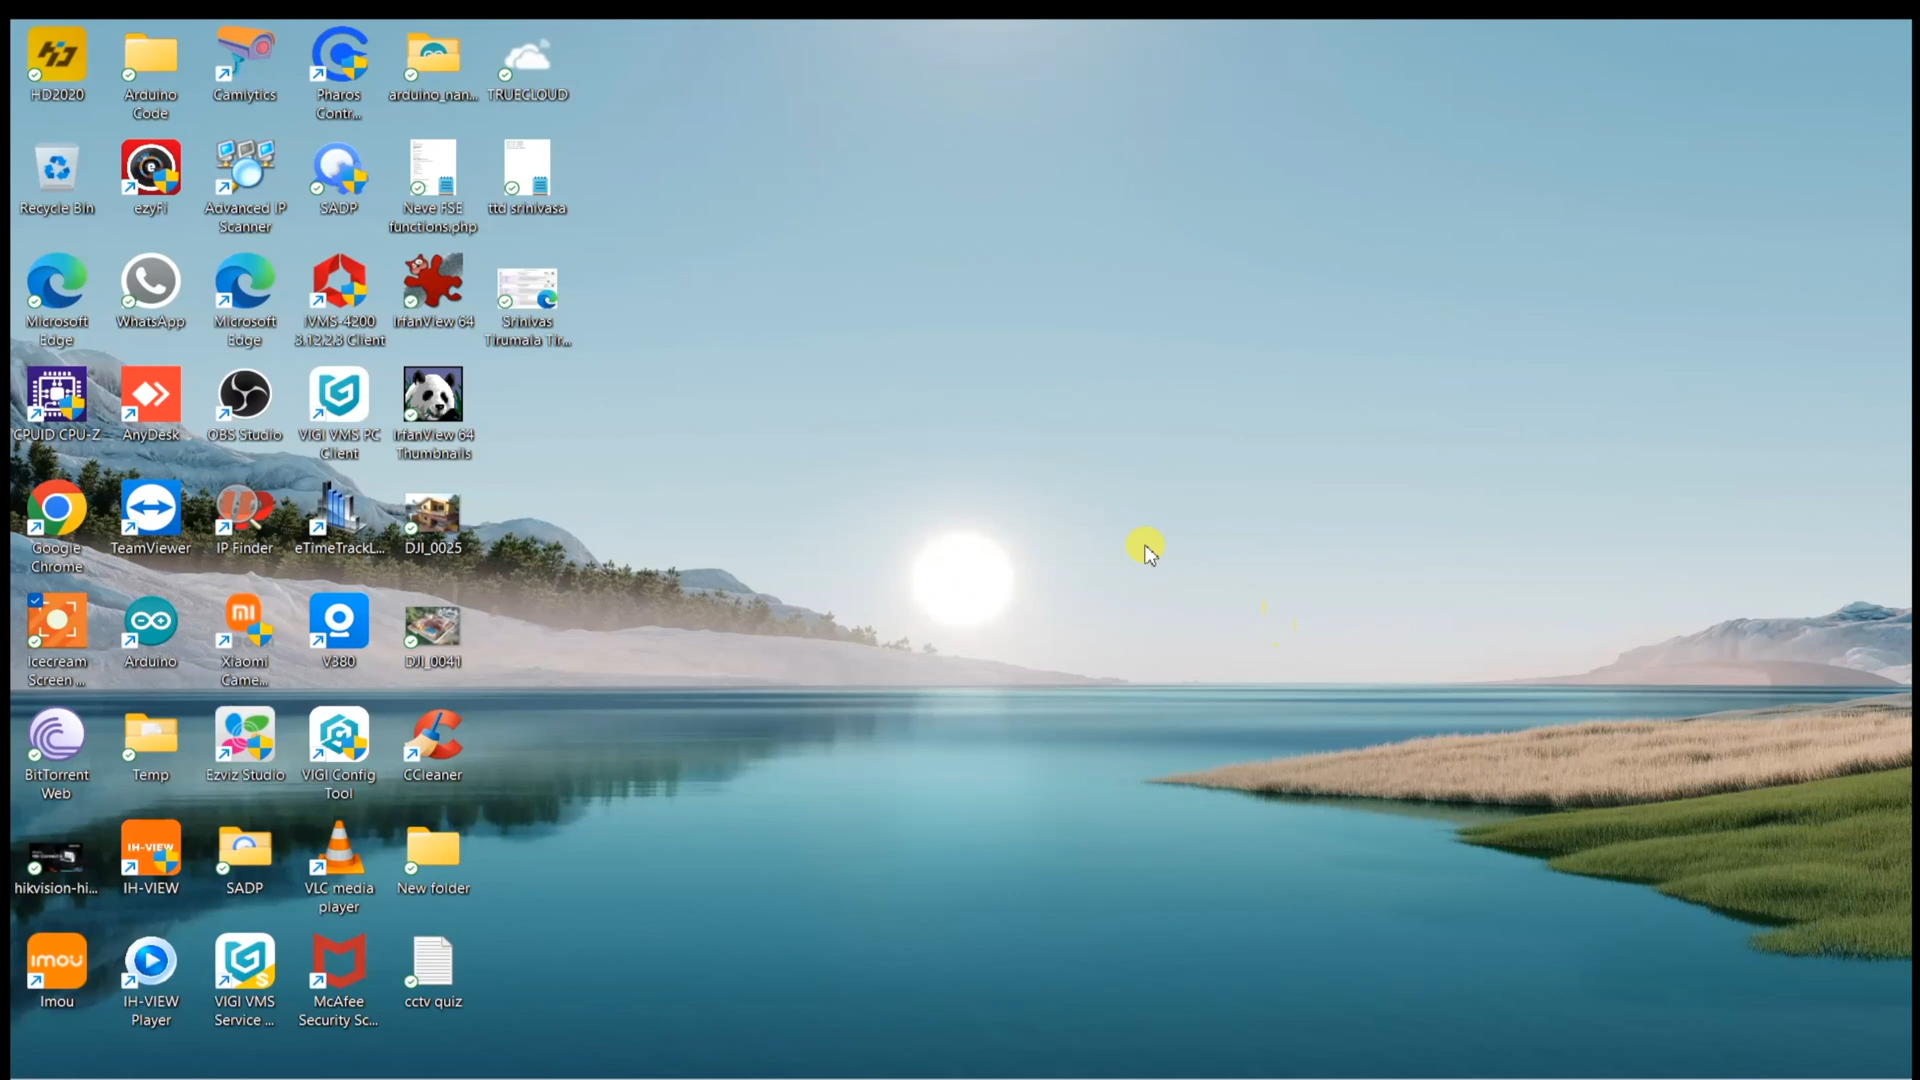 HD2020
Arduino
Code
Camlytics
Pharos
Contr...
arduino_nan...
TRUECLOUD
Recycle Bin
ezyFi
Advanced IP
Scanner
SADP
Neve FSE
functions.php
ttd srinivasa
Microsoft
Edge
WhatsApp
Microsoft
Edge
iVMS-4200
3.12.2.3 Client
IrfanView 64
Srinivas
Tirumala Tir...
CPUID CPU-Z
AnyDesk
OBS Studio
VIGI VMS PC
Client
IrfanView 64
Thumbnails
Google
Chrome
TeamViewer
IP Finder
eTimeTrackL...
DJI_0025
Icecream
Screen ...
Arduino
mi
Xiaomi
Came...
V380
DJI_0041
BitTorrent
Web
Temp
Ezviz Studio
VIGI Config
Tool
CCleaner
hikvision-hi...
IH-VIEW
IH-VIEW
SADP
VLC media
player
New folder
imou
Imou
IH-VIEW
Player
VIGI VMS
Service ...
McAfee
Security Sc...
cctv quiz